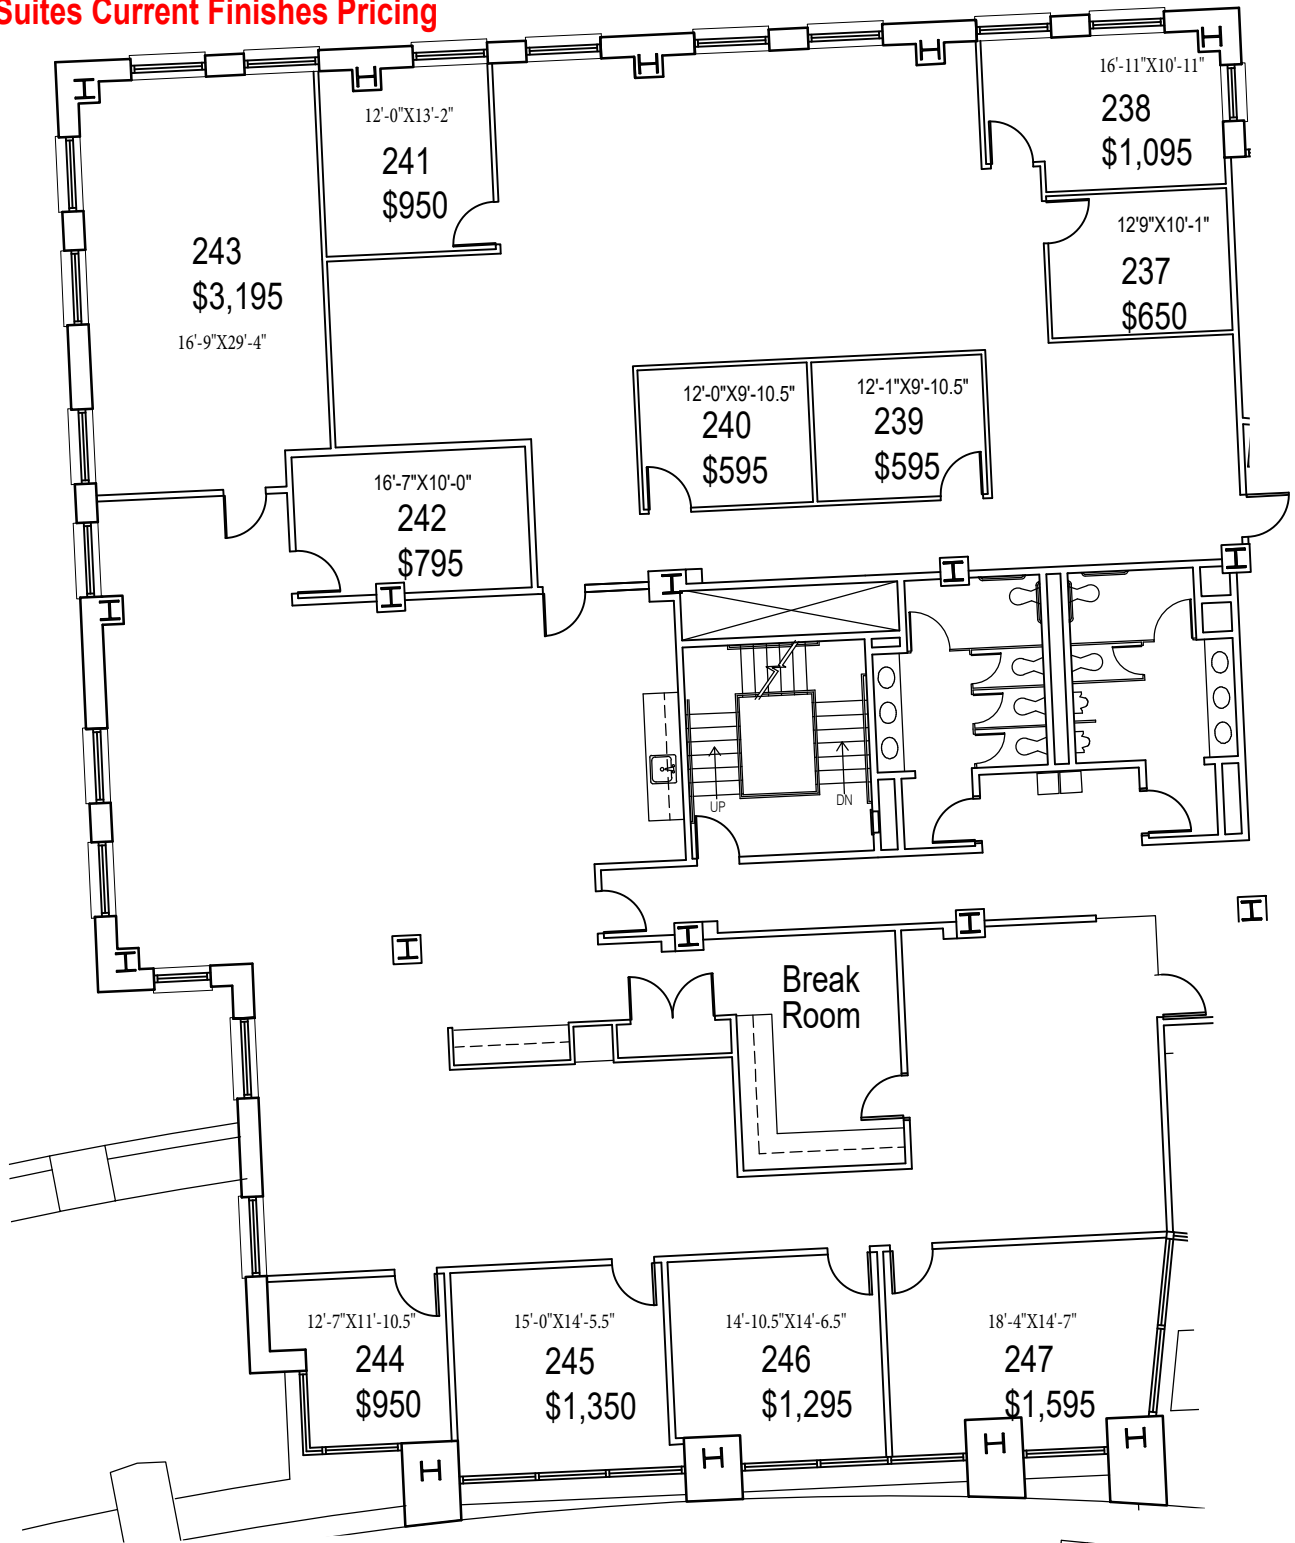 Suites Current Finishes Pricing
16'-11"X10'-11"
238
$1,095
12'-0"X13'-2"
241
$950
12'9"X10'-1"
237
$650
243
$3,195
16'-9"X29'-4"
12'-0"X9'-10.5"
240
$595
12'-1"X9'-10.5"
239
$595
16'-7"X10'-0"
242
$795
UP
DN
Break
Room
12'-7"X11'-10.5"
244
$950
15'-0"X14'-5.5"
245
$1,350
14'-10.5"X14'-6.5"
246
$1,295
18'-4"X14'-7"
247
$1,595